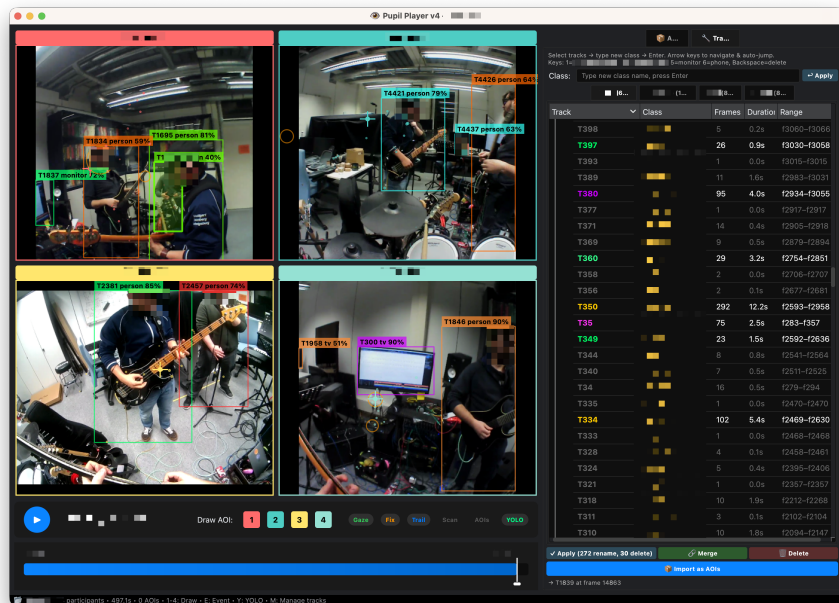 Pupil Player v4 -
A...
Tra...
Select tracks → type new class → Enter. Arrow keys to navigate & auto-jump.
5=monitor 6=phone, Backspace=delete
Class:
Type new class name, press Enter
↩ Apply
Track
Class
Frames
Duratior
Range
T398 5 0.2s f3060–f3066
T397 26 0.9s f3030–f3058
T393 1 0.0s f3015–f3015
T389 11 1.6s f2983–f3031
T380 95 4.0s f2934–f3055
T377 1 0.0s f2917–f2917
T371 14 0.4s f2905–f2918
T369 9 0.5s f2879–f2894
T360 29 3.2s f2754–f2851
T358 2 0.0s f2706–f2707
T356 2 0.1s f2677–f2681
T350 292 12.2s f2593–f2958
T35 75 2.5s f283–f357
T349 23 1.5s f2592–f2636
T344 8 0.8s f2541–f2564
T340 7 0.5s f2511–f2525
T34 16 0.5s f279–f294
T335 1 0.0s f2470–f2470
T334 102 5.4s f2469–f2630
T333 1 0.0s f2468–f2468
T328 4 0.1s f2458–f2461
T324 5 0.4s f2395–f2406
T321 1 0.0s f2357–f2357
T318 10 1.9s f2212–f2268
T311 3 0.1s f2102–f2104
T310 10 1.8s f2094–f2147
✓ Apply (272 rename, 30 delete)
Merge
Delete
Import as AOIs
→ T1839 at frame 14863
T1834 person 59%
T1695 person 81%
40%
T1837 monitor 72%
T4421 person 79%
T4426 person 64%
T4437 person 63%
T2381 person 85%
T2457 person 74%
T1958 tv 51%
T300 tv 90%
T1846 person 90%
Draw AOI:
1
2
3
4
Gaze
Fix
Trail
Scan
AOIs
YOLO
participants • 497.1s • 0 AOIs • 1-4: Draw • E: Event • Y: YOLO • M: Manage tracks